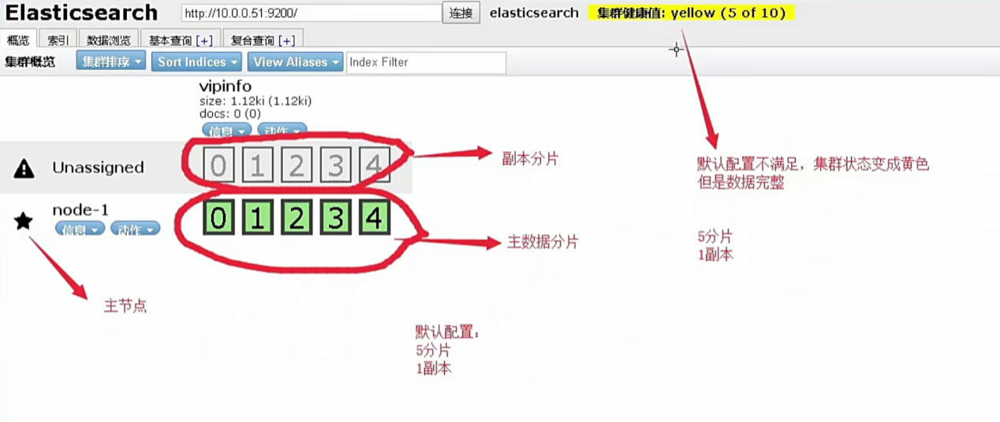 Elasticsearch http://10.0.0.51:9200/ 连接 elasticsearch 集群健康值: yellow (5 of 10)
概览 索引 数据浏览 基本查询 [+] 复合查询 [+]
集群概览 集群排序 Sort Indices View Aliases Index Filter
vipinfo
size: 1.12ki (1.12ki)
docs: 0 (0)
信息 动作
Unassigned 0 1 2 3 4
副本分片
默认配置不满足，集群状态变成黄色
但是数据完整
node-1
信息 动作
0 1 2 3 4
主数据分片
5分片
1副本
主节点
默认配置：
5分片
1副本